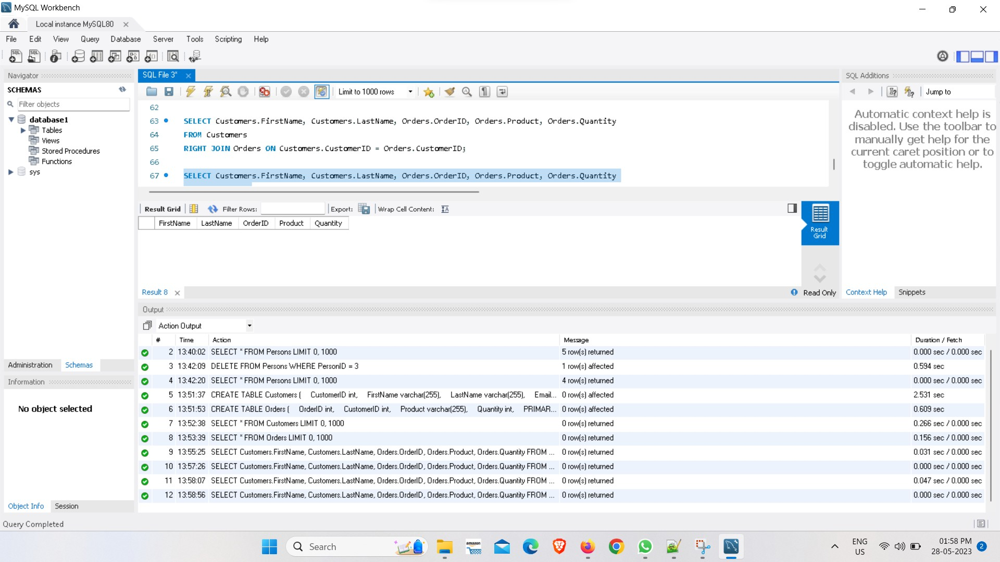 MySQL Workbench
Local instance MySQL80
File Edit View Query Database Server Tools Scripting Help
Navigator
SCHEMAS
Filter objects
database1
Tables
Views
Stored Procedures
Functions
sys
Administration Schemas
Information
No object selected
Object Info Session
Query Completed
SQL File 3*
Limit to 1000 rows
62
63 SELECT Customers.FirstName, Customers.LastName, Orders.OrderID, Orders.Product, Orders.Quantity
64 FROM Customers
65 RIGHT JOIN Orders ON Customers.CustomerID = Orders.CustomerID;
66
67 SELECT Customers.FirstName, Customers.LastName, Orders.OrderID, Orders.Product, Orders.Quantity
Result Grid Filter Rows: Export: Wrap Cell Content:
FirstName LastName OrderID Product Quantity
Result Grid
Result 8
Read Only
SQL Additions
Jump to
Automatic context help is
disabled. Use the toolbar to
manually get help for the
current caret position or to
toggle automatic help.
Context Help Snippets
Output
Action Output
# Time Action Message Duration / Fetch
2 13:40:02 SELECT * FROM Persons LIMIT 0, 1000 5 row(s) returned 0.000 sec / 0.000 sec
3 13:42:09 DELETE FROM Persons WHERE PersonID = 3 1 row(s) affected 0.594 sec
4 13:42:20 SELECT * FROM Persons LIMIT 0, 1000 4 row(s) returned 0.000 sec / 0.000 sec
5 13:51:37 CREATE TABLE Customers ( CustomerID int, FirstName varchar(255), LastName varchar(255), Email... 0 row(s) affected 2.531 sec
6 13:51:53 CREATE TABLE Orders ( OrderID int, CustomerID int, Product varchar(255), Quantity int, PRIMAR... 0 row(s) affected 0.609 sec
7 13:52:38 SELECT * FROM Customers LIMIT 0, 1000 0 row(s) returned 0.266 sec / 0.000 sec
8 13:53:39 SELECT * FROM Orders LIMIT 0, 1000 0 row(s) returned 0.156 sec / 0.000 sec
9 13:55:25 SELECT Customers.FirstName, Customers.LastName, Orders.OrderID, Orders.Product, Orders.Quantity FROM ... 0 row(s) returned 0.031 sec / 0.000 sec
10 13:57:26 SELECT Customers.FirstName, Customers.LastName, Orders.OrderID, Orders.Product, Orders.Quantity FROM ... 0 row(s) returned 0.000 sec / 0.000 sec
11 13:58:07 SELECT Customers.FirstName, Customers.LastName, Orders.OrderID, Orders.Product, Orders.Quantity FROM ... 0 row(s) returned 0.047 sec / 0.000 sec
12 13:58:56 SELECT Customers.FirstName, Customers.LastName, Orders.OrderID, Orders.Product, Orders.Quantity FROM ... 0 row(s) returned 0.000 sec / 0.000 sec
Search
amazon
ENG
US
01:58 PM
28-05-2023
2